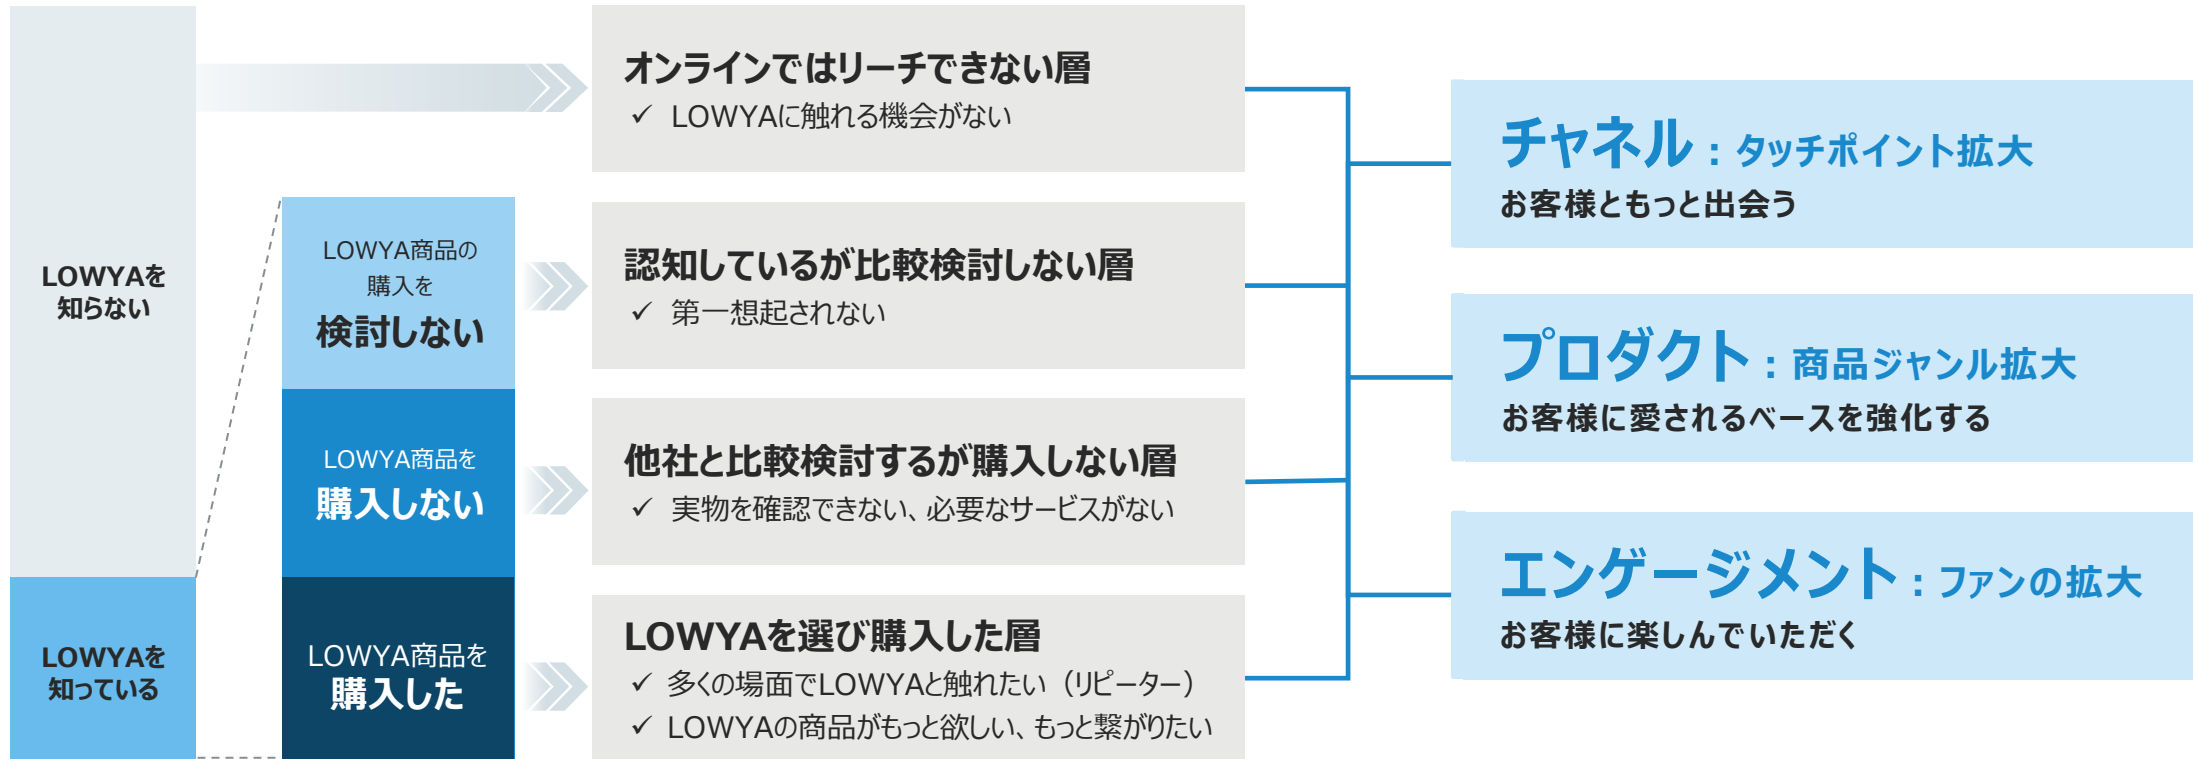 LOWYAを
知らない
LOWYAを
知っている
LOWYA商品の
購入を
検討しない
LOWYA商品を
購入しない
LOWYA商品を
購入した
オンラインではリーチできない層
✓ LOWYAに触れる機会がない
認知しているが比較検討しない層
✓ 第一想起されない
他社と比較検討するが購入しない層
✓ 実物を確認できない、必要なサービスがない
LOWYAを選び購入した層
✓ 多くの場面でLOWYAと触れたい（リピーター）
✓ LOWYAの商品がもっと欲しい、もっと繋がりたい
チャネル：タッチポイント拡大
お客様ともっと出会う
プロダクト：商品ジャンル拡大
お客様に愛されるベースを強化する
エンゲージメント：ファンの拡大
お客様に楽しんでいただく